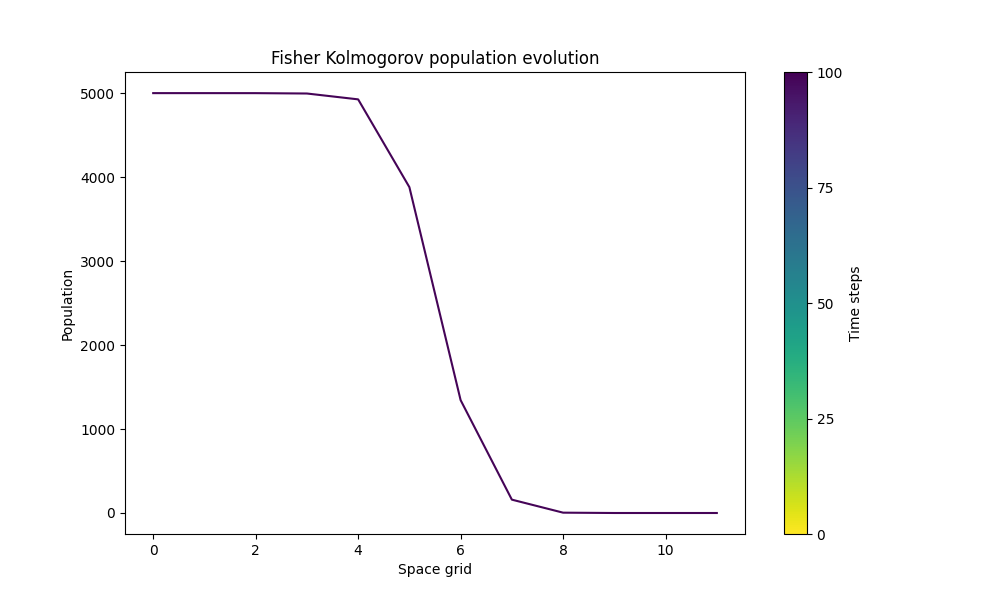 Fisher Kolmogorov population evolution
5000
4000
3000
2000
1000
0
Population
0 2 4 6 8 10
Space grid
100
75
50
25
0
Time steps